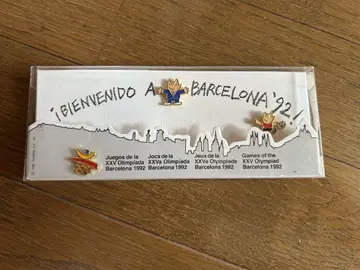 ¡BIENVENIDO A BARCELONA '92!
Juegos de la
XXV Olimpíada
Barcelona 1992
Jocs de la
XXVa Olimpíada
Barcelona 1992
Jeux de la
XXVe Olympiade
Barcelona 1992
Games of the
XXV Olympiad
Barcelona 1992